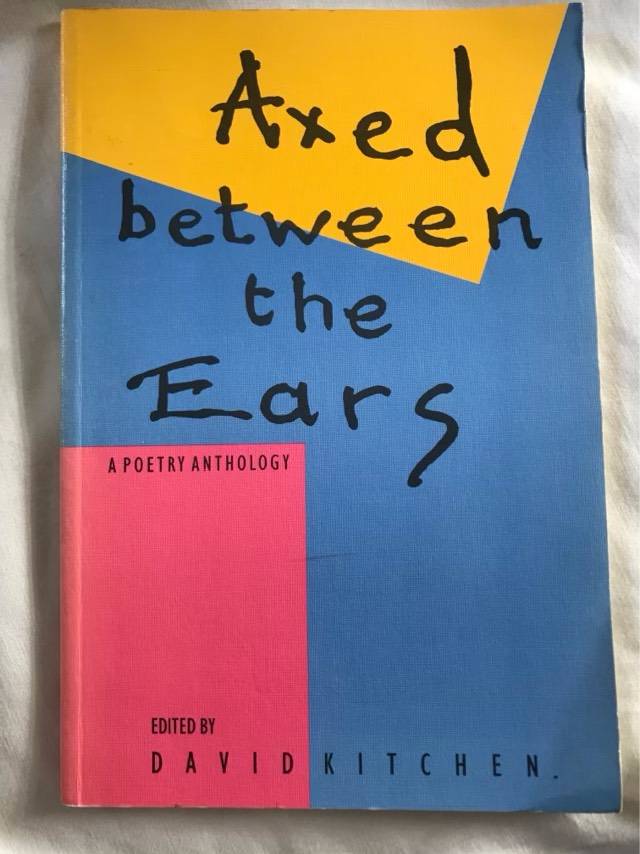 Axed
between
the
Ears
A POETRY ANTHOLOGY
EDITED BY
DAVID KITCHEN.